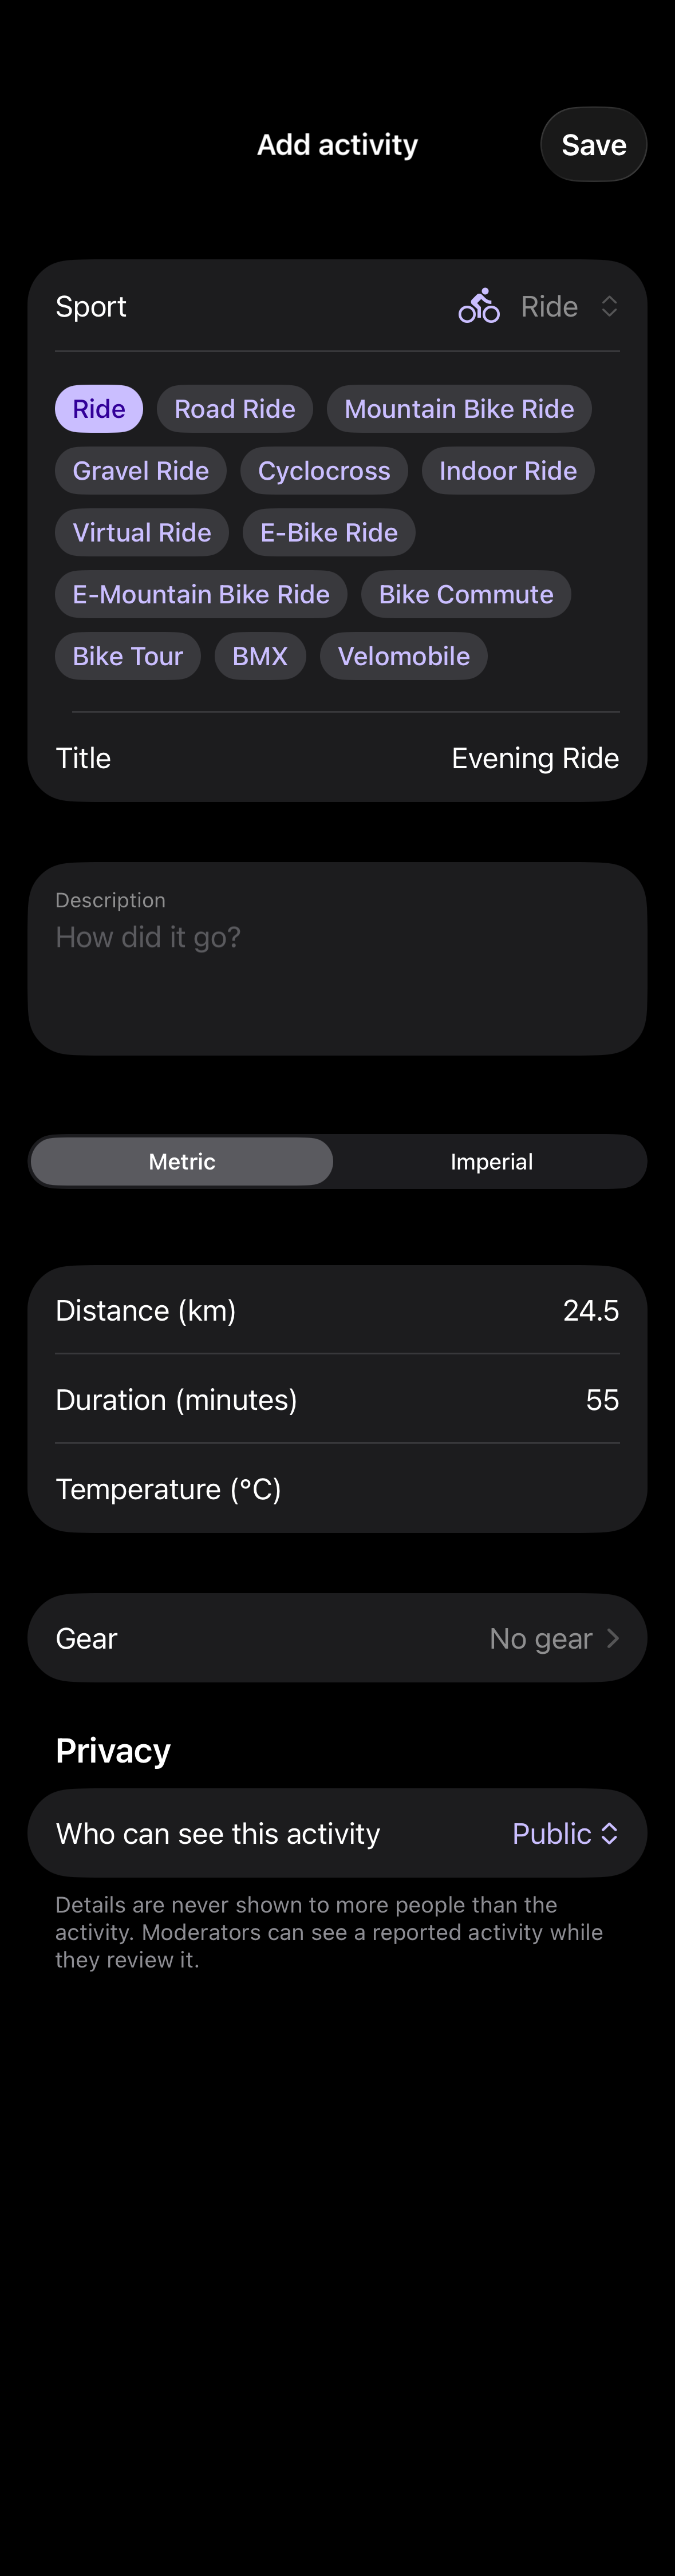 Add activity
Save
Sport
Ride
Ride
Road Ride
Mountain Bike Ride
Gravel Ride
Cyclocross
Indoor Ride
Virtual Ride
E-Bike Ride
E-Mountain Bike Ride
Bike Commute
Bike Tour
BMX
Velomobile
Title
Evening Ride
Description
How did it go?
Metric
Imperial
Distance (km)
24.5
Duration (minutes)
55
Temperature (°C)
Gear
No gear
Privacy
Who can see this activity
Public
Details are never shown to more people than the
activity. Moderators can see a reported activity while
they review it.